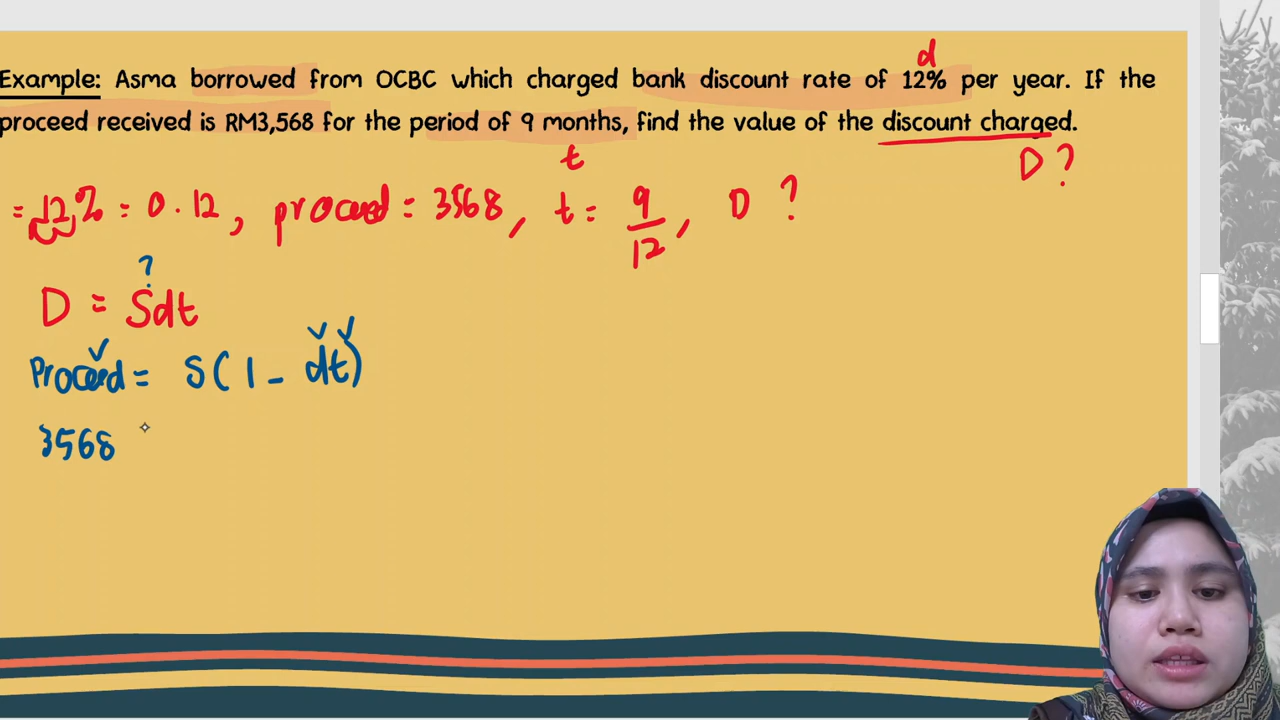 Example: Asma borrowed from OCBC which charged bank discount rate of 12% per year. If the
proceed received is RM3,568 for the period of 9 months, find the value of the discount charged.
d
t
D ?
= 12% = 0.12, proceed = 3568, t = 9/12, D ?
?
D = Sdt
Proceed = S(1 - dt)
3568